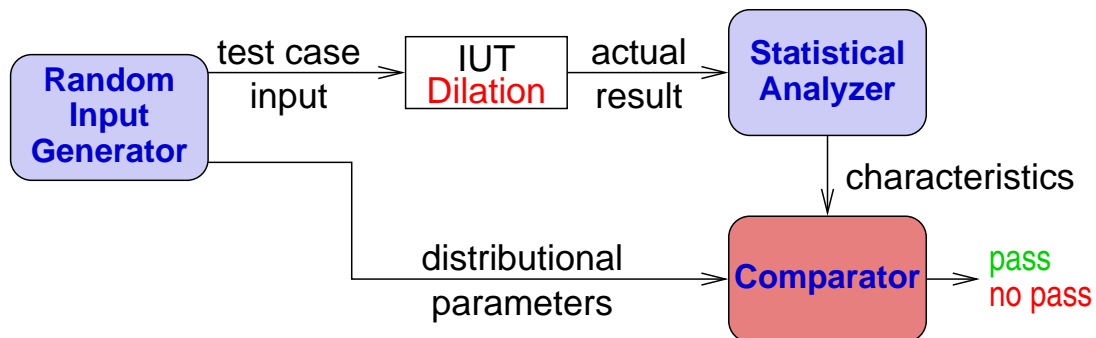 Random
Input
Generator
test case
input
IUT
Dilation
actual
result
Statistical
Analyzer
characteristics
distributional
parameters
Comparator
pass
no pass